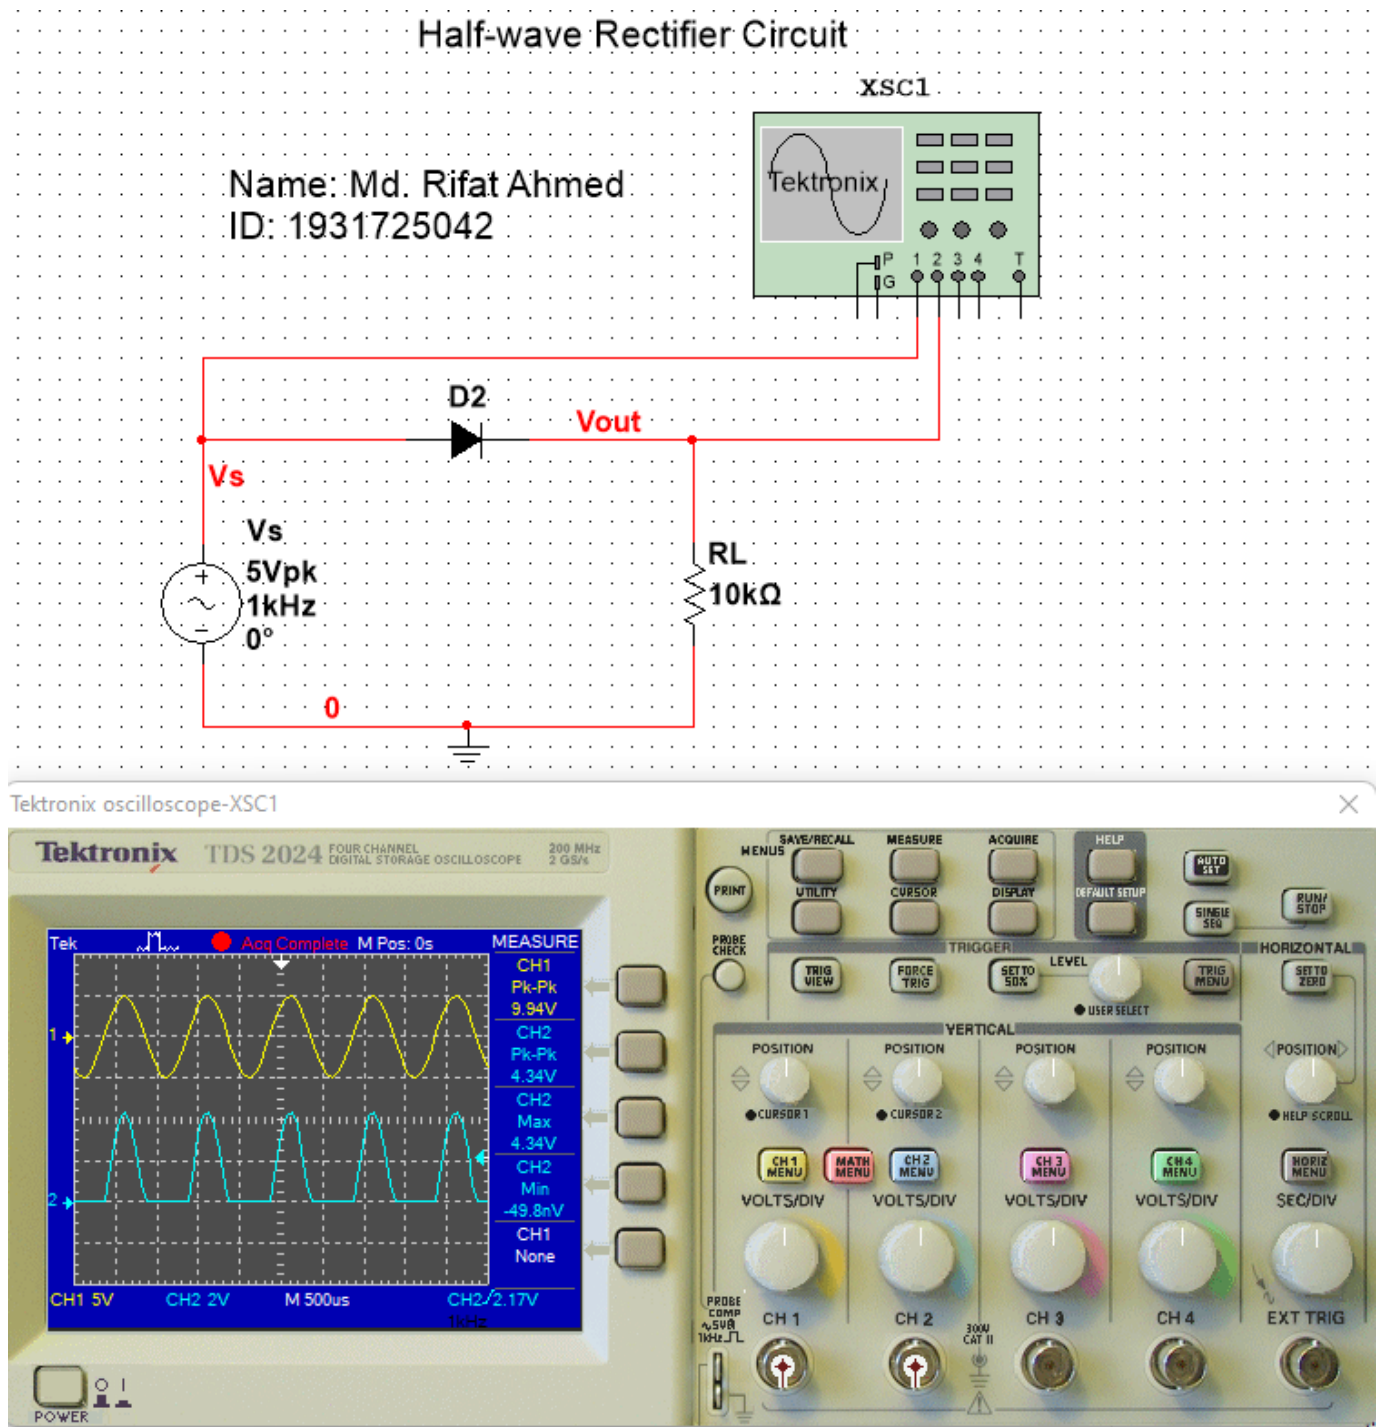 Half-wave Rectifier Circuit
XSC1
Tektronix
P 1 2 3 4 T
G
Name: Md. Rifat Ahmed
ID: 1931725042
D2
Vout
Vs
Vs
5Vpk
1kHz
0°
RL
10kΩ
0
Tektronix oscilloscope-XSC1
Tektronix TDS 2024 FOUR CHANNEL DIGITAL STORAGE OSCILLOSCOPE 200 MHz 2 GS/s
Tek Acq Complete M Pos: 0s MEASURE
CH1
Pk-Pk
9.94V
CH2
Pk-Pk
4.34V
CH2
Max
4.34V
CH2
Min
-49.8nV
CH1
None
1
2
CH1 5V CH2 2V M 500us CH2 2.17V
1kHz
POWER
MENUS
SAVE/RECALL MEASURE ACQUIRE HELP
AUTO SET
PRINT
UTILITY CURSOR DISPLAY DEFAULT SETUP
SINGLE SEQ
RUN/STOP
PROBE CHECK
TRIGGER
HORIZONTAL
TRIG VIEW
FORCE TRIG
SET TO 50%
LEVEL
USER SELECT
TRIG MENU
SET TO ZERO
VERTICAL
POSITION POSITION POSITION POSITION POSITION
CURSOR 1 CURSOR 2 HELP SCROLL
CH 1 MENU
MATH MENU
CH 2 MENU
CH 3 MENU
CH 4 MENU
HORIZ MENU
VOLTS/DIV VOLTS/DIV VOLTS/DIV VOLTS/DIV SEC/DIV
PROBE COMP
~5V@
1kHz
CH 1 CH 2 CH 3 CH 4 EXT TRIG
300V
CAT II